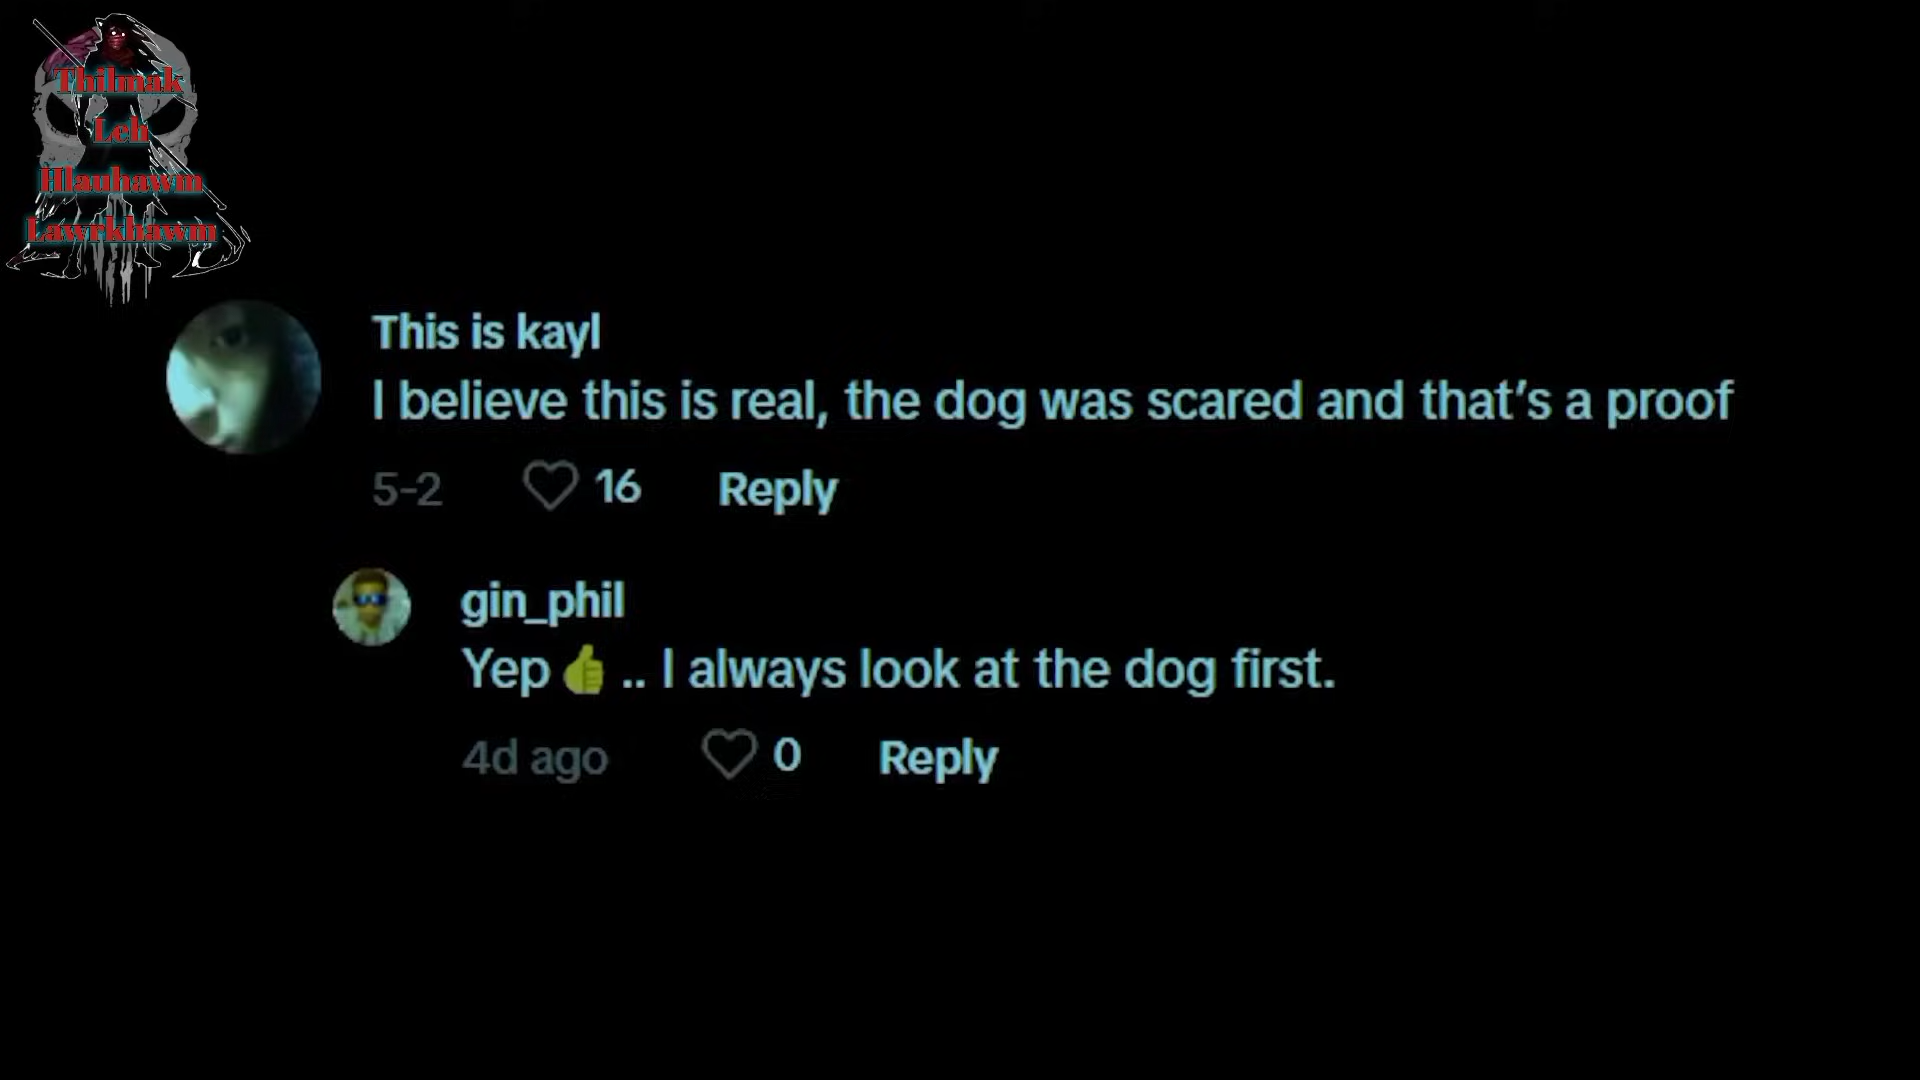 Thilmak
Leh
Hlauhawm
Lawrkhawm
This is kayl
I believe this is real, the dog was scared and that’s a proof
5-2 16 Reply
gin_phil
Yep👍.. I always look at the dog first.
4d ago 0 Reply